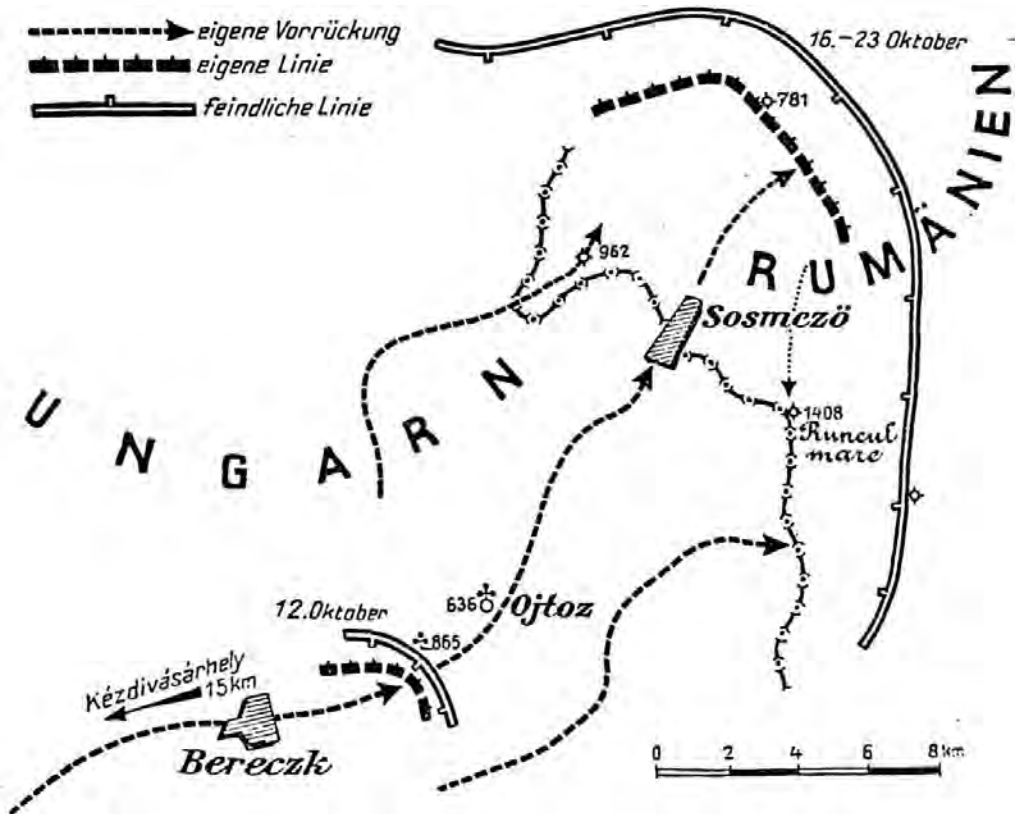 eigene Vorrückung
eigene Linie
feindliche Linie
16.–23 Oktober
781
RUMÄNIEN
962
Sosmező
UNGARN
1408
Runcul
mare
636
Ojtoz
12.Oktober
865
Kézdivásárhely
15km
Bereczk
0 2 4 6 8 km